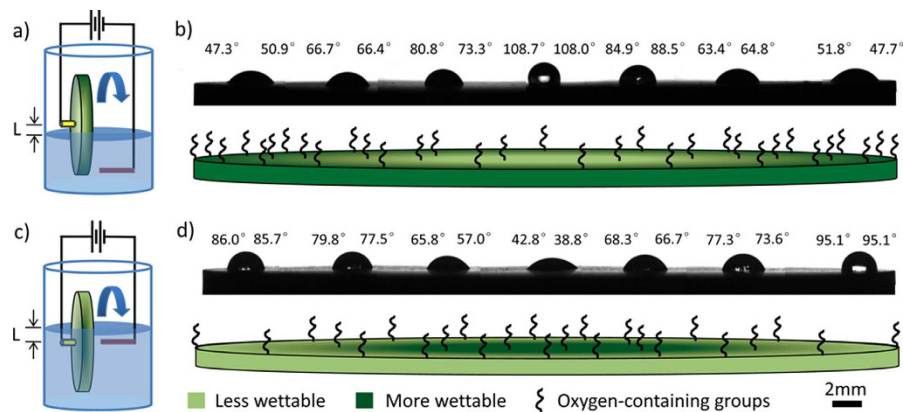 a)
b)
47.3° 50.9° 66.7° 66.4° 80.8° 73.3° 108.7° 108.0° 84.9° 88.5° 63.4° 64.8° 51.8° 47.7°
L
c)
d)
86.0° 85.7° 79.8° 77.5° 65.8° 57.0° 42.8° 38.8° 68.3° 66.7° 77.3° 73.6° 95.1° 95.1°
L
Less wettable More wettable Oxygen-containing groups 2mm